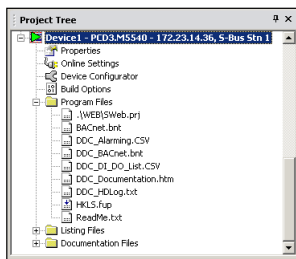 Project Tree
Device1 - PCD3.M5540 - 172.23.14.36, S-Bus Stn 1
Properties
Online Settings
Device Configurator
Build Options
Program Files
.\WEB\SWeb.prj
BACnet.bnt
DDC_Alarming.CSV
DDC_BACnet.bnt
DDC_DI_DO_List.CSV
DDC_Documentation.htm
DDC_HDLog.txt
HKLS.fup
ReadMe.txt
Listing Files
Documentation Files